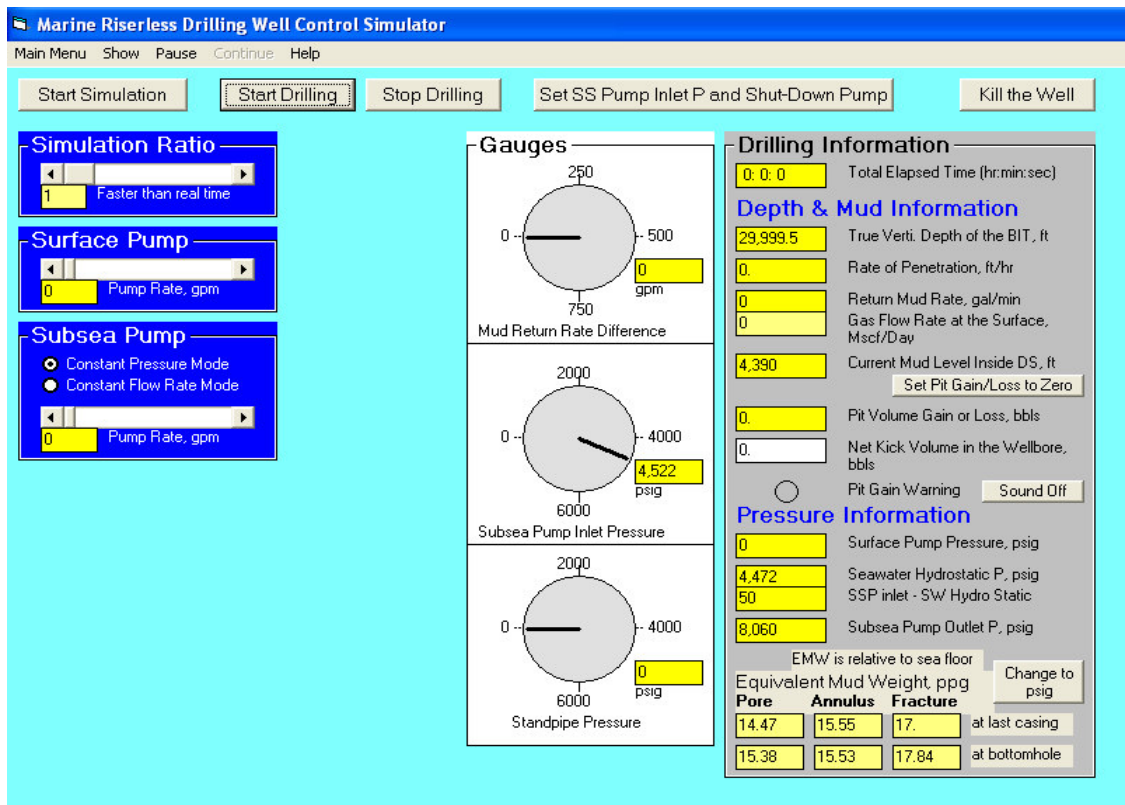 Marine Riserless Drilling Well Control Simulator
Main Menu Show Pause Continue Help
Start Simulation Start Drilling Stop Drilling Set SS Pump Inlet P and Shut-Down Pump Kill the Well
Simulation Ratio
1 Faster than real time
Surface Pump
0 Pump Rate, gpm
Subsea Pump
Constant Pressure Mode
Constant Flow Rate Mode
0 Pump Rate, gpm
Gauges
250
0 500
0
gpm
750
Mud Return Rate Difference
2000
0 4000
4,522
psig
6000
Subsea Pump Inlet Pressure
2000
0 4000
0
psig
6000
Standpipe Pressure
Drilling Information
0: 0: 0 Total Elapsed Time (hr:min:sec)
Depth & Mud Information
29,999.5 True Verti. Depth of the BIT, ft
0. Rate of Penetration, ft/hr
0 Return Mud Rate, gal/min
0 Gas Flow Rate at the Surface,
Mscf/Day
4,390 Current Mud Level Inside DS, ft
Set Pit Gain/Loss to Zero
0. Pit Volume Gain or Loss, bbls
0. Net Kick Volume in the Wellbore,
bbls
Pit Gain Warning Sound Off
Pressure Information
0 Surface Pump Pressure, psig
4,472 Seawater Hydrostatic P, psig
50 SSP inlet - SW Hydro Static
8,060 Subsea Pump Outlet P, psig
EMW is relative to sea floor
Equivalent Mud Weight, ppg
Change to
psig
Pore Annulus Fracture
14.47 15.55 17. at last casing
15.38 15.53 17.84 at bottomhole